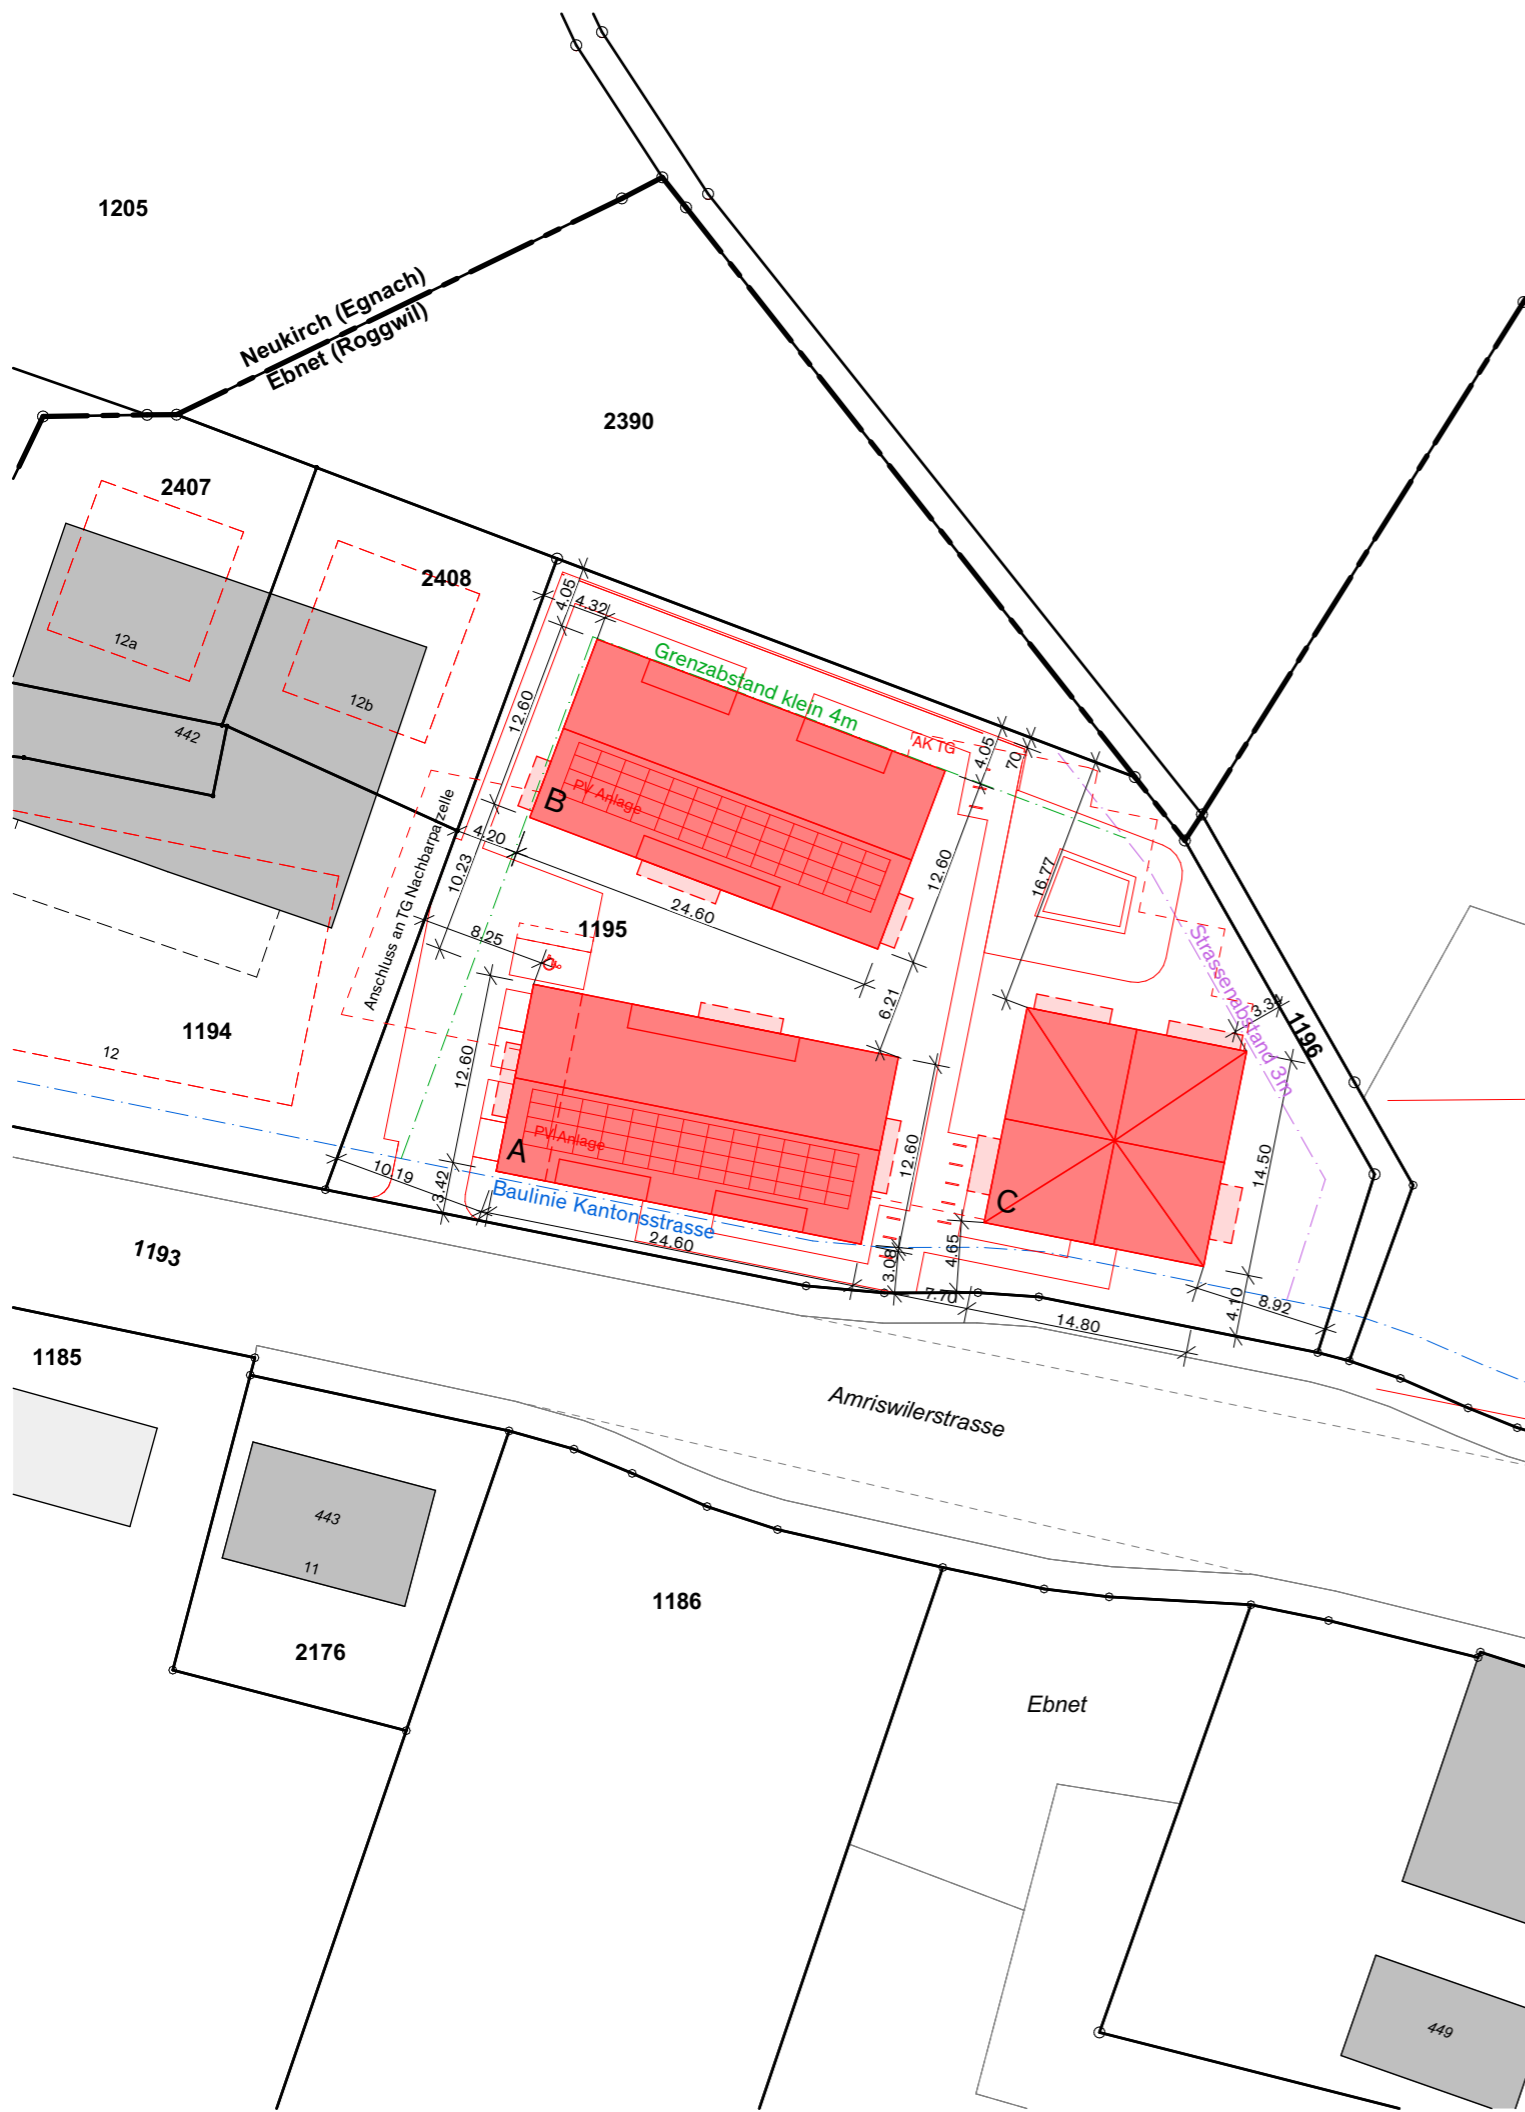 1205
Neukirch (Egnach)
Ebnet (Roggwil)
2390
2407
2408
12a
12b
442
4.05
4.32
Grenzabstand klein 4m
12.60
AK TG
4.05
70
B
PV Anlage
4.20
10.23
24.60
12.60
16.77
Anschluss an TG Nachbarparzelle
8.25
1195
6.21
Strassenabstand 3m
1196
1194
12
12.60
A
PV Anlage
12.60
C
14.50
10.19
3.42
Baulinie Kantonsstrasse
24.60
3.08
4.65
7.70
14.80
4.10
8.92
1193
1185
Amriswilerstrasse
443
11
1186
2176
Ebnet
449